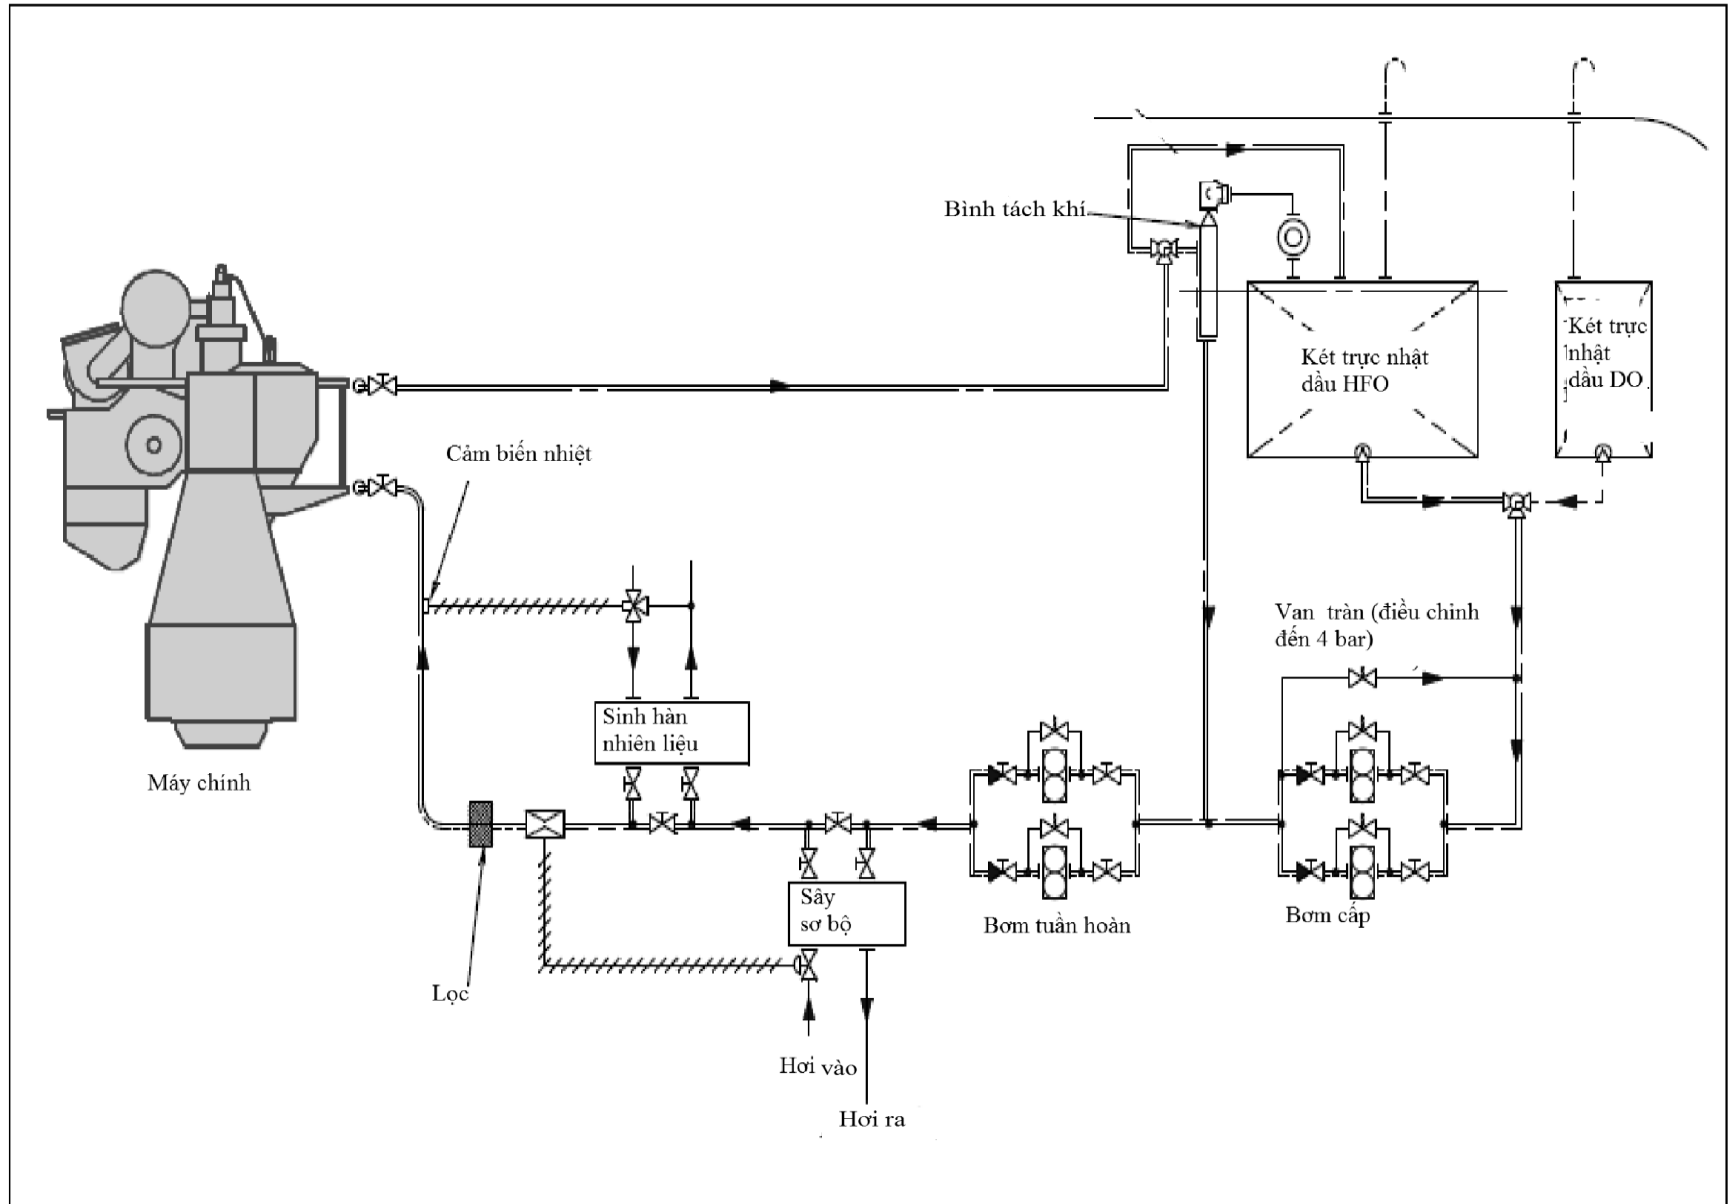 Bình tách khí
Két trực nhật
dầu HFO
Két trực
nhật
dầu DO
Cảm biến nhiệt
Van tràn (điều chỉnh
đến 4 bar)
Sinh hàn
nhiên liệu
Máy chính
Sây
sơ bộ
Bơm tuần hoàn
Bơm cấp
Lọc
Hơi vào
Hơi ra